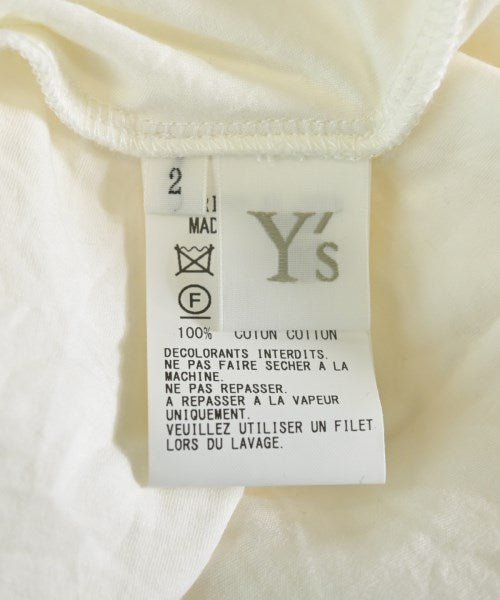 2
Y's
MAD
F
100% COTON COTTON
DECOLORANTS INTERDITS.
NE PAS FAIRE SECHER A LA
MACHINE.
NE PAS REPASSER.
A REPASSER A LA VAPEUR
UNIQUEMENT.
VEUILLEZ UTILISER UN FILET
LORS DU LAVAGE.